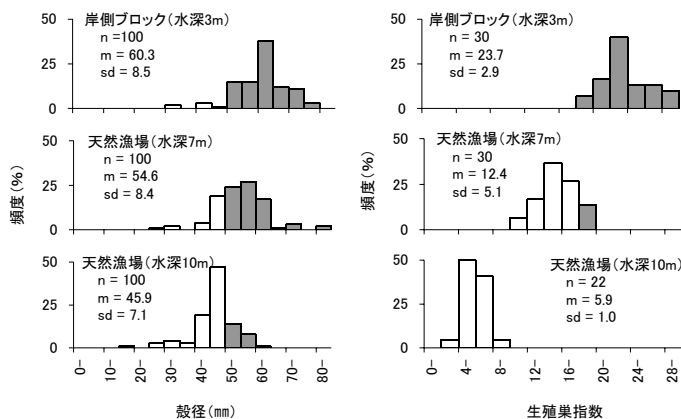 岸側ブロック(水深3m)
n =100
m = 60.3
sd = 8.5
50
25
0
天然漁場(水深7m)
n = 100
m = 54.6
sd = 8.4
50
25
0
頻度(%)
天然漁場(水深10m)
n = 100
m = 45.9
sd = 7.1
50
25
0
0
10-
20-
30-
40-
50-
60-
70-
80-
殻径(㎜)
岸側ブロック(水深3m)
n = 30
m = 23.7
sd = 2.9
50
25
0
天然漁場(水深7m)
n = 30
m = 12.4
sd = 5.1
50
25
0
頻度(%)
天然漁場(水深10m)
n = 22
m = 5.9
sd = 1.0
50
25
0
0
4-
8-
12-
16-
20-
24-
28-
生殖巣指数